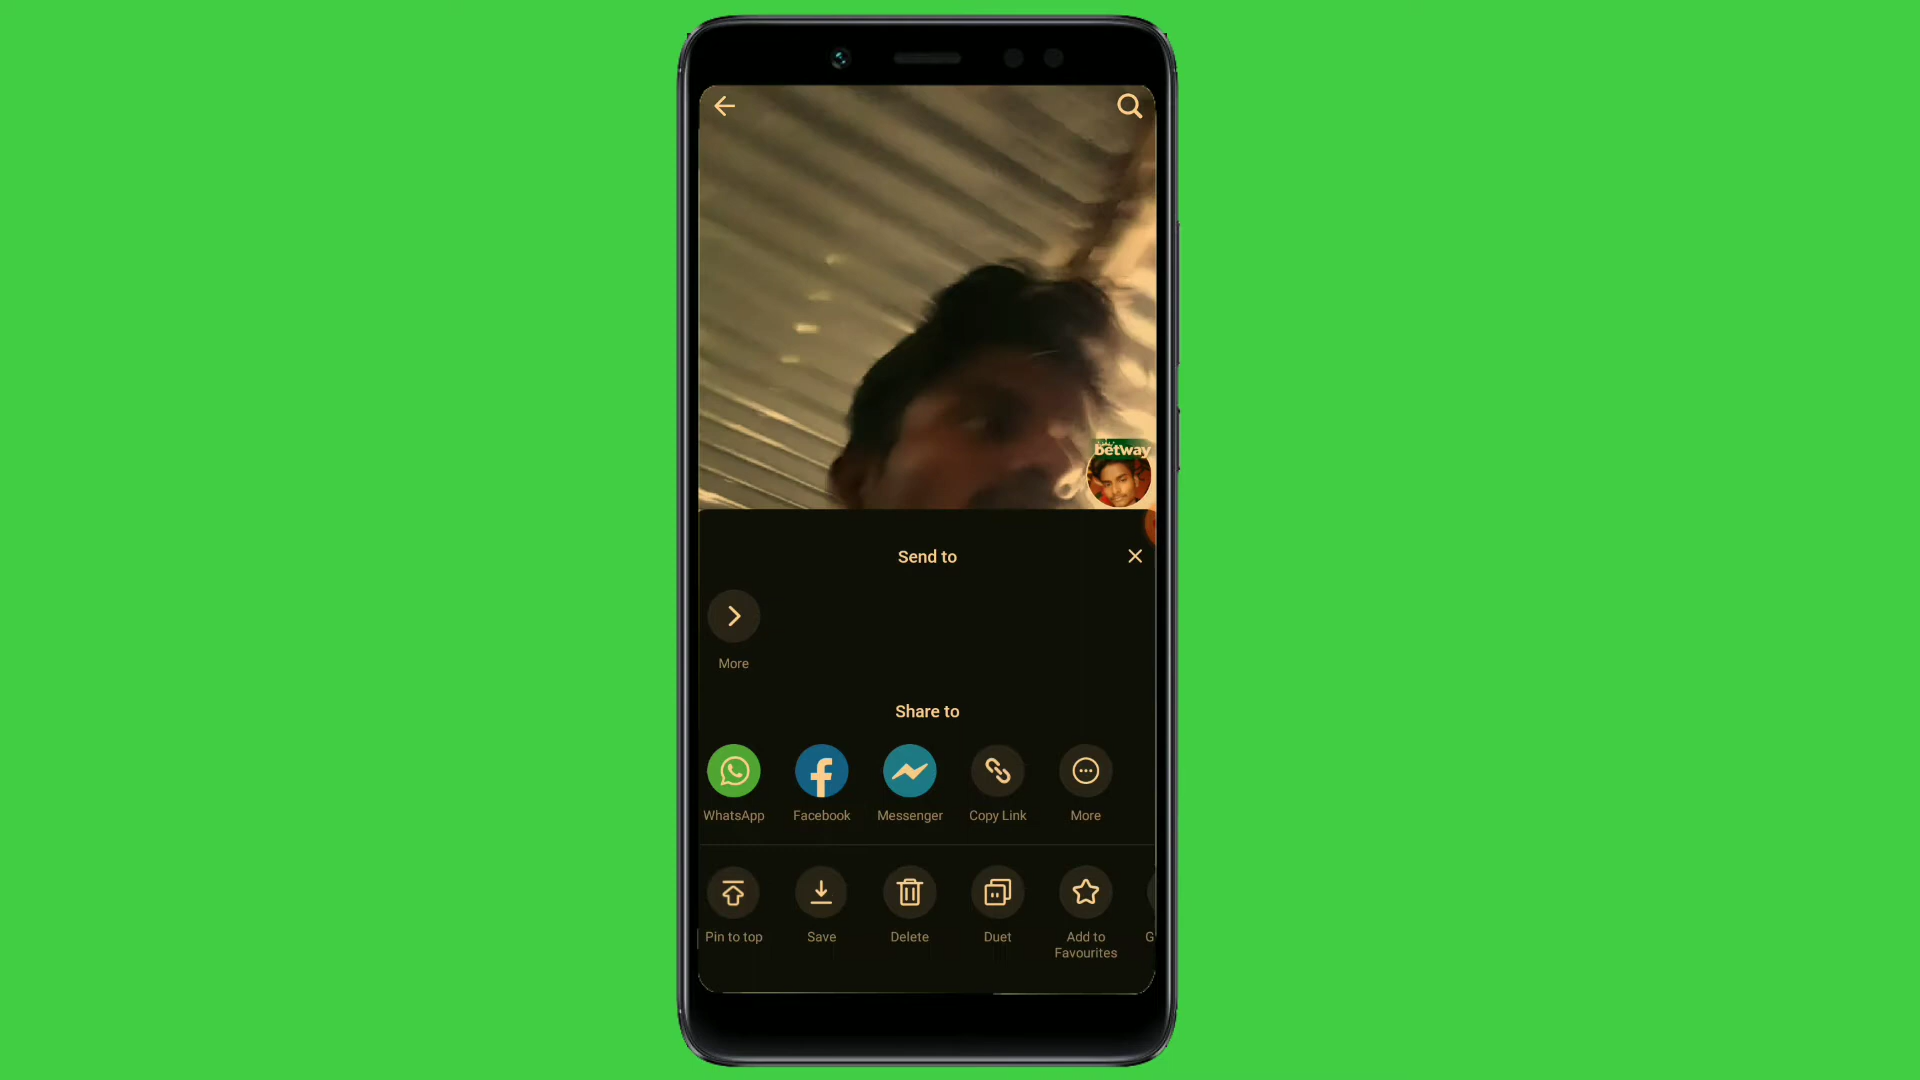 betway
Send to
More
Share to
WhatsApp
Facebook
Messenger
Copy Link
More
Pin to top
Save
Delete
Duet
Add to
Favourites
G